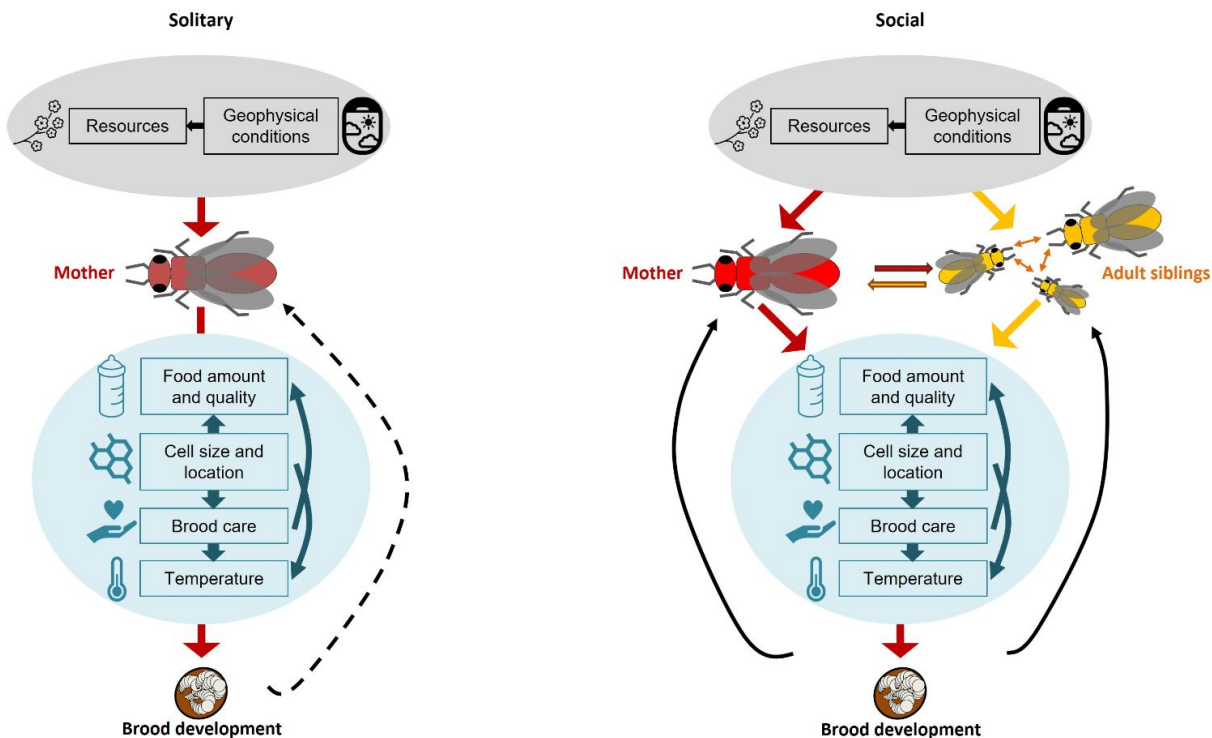 Solitary
Resources
Geophysical
conditions
Mother
Food amount
and quality
Cell size and
location
Brood care
Temperature
Brood development
Social
Resources
Geophysical
conditions
Mother
Adult siblings
Food amount
and quality
Cell size and
location
Brood care
Temperature
Brood development